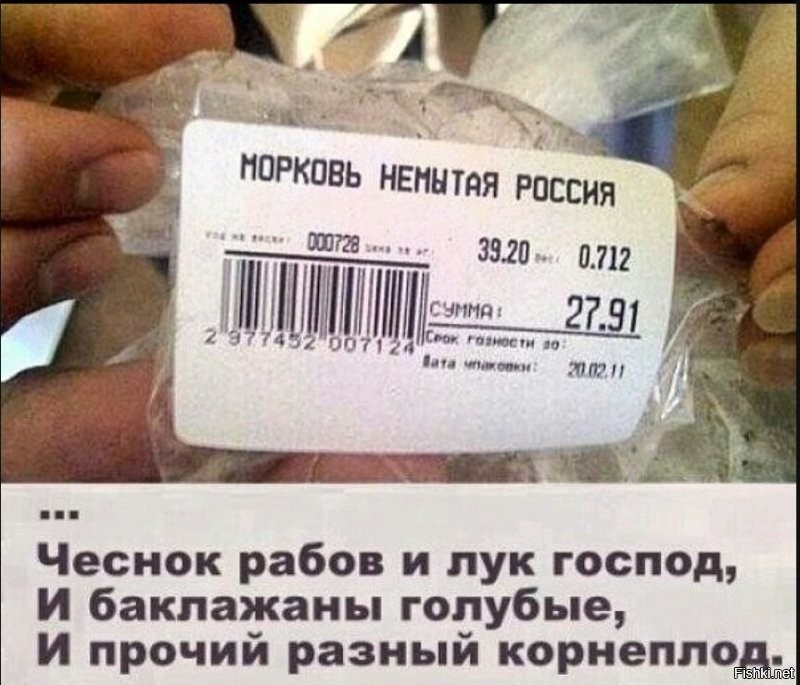 МОРКОВЬ НЕМЫТАЯ РОССИЯ
000728 39.20 0.712
СУММА: 27.91
2 977452 007124
Срок годности до:
Дата упаковки: 20.02.11
...
Чеснок рабов и лук господ,
И баклажаны голубые,
И прочий разный корнеплод.
Fishki.net